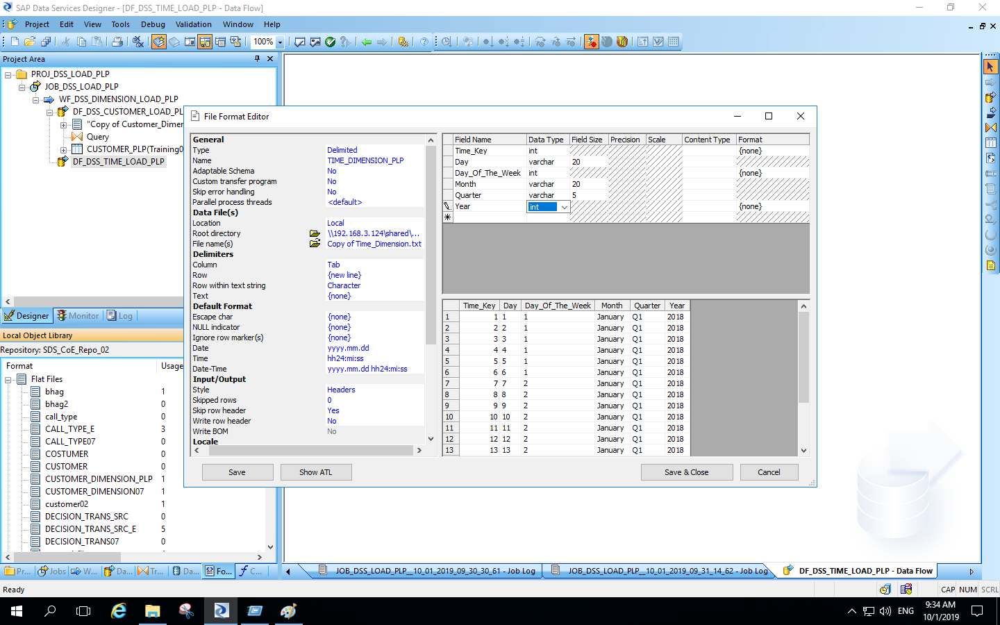 SAP Data Services Designer - [DF_DSS_TIME_LOAD_PLP - Data Flow]
Project Edit View Tools Debug Validation Window Help
100%
Project Area
PROJ_DSS_LOAD_PLP
JOB_DSS_LOAD_PLP
WF_DSS_DIMENSION_LOAD_PLP
DF_DSS_CUSTOMER_LOAD_PL
"Copy of Customer_Dimer
Query
CUSTOMER_PLP(Training0
DF_DSS_TIME_LOAD_PLP
Designer Monitor Log
Local Object Library
Repository: SDS_CoE_Repo_02
Format Usage
Flat Files
bhag 1
bhag2 0
call_type 0
CALL_TYPE_E 3
CALL_TYPE07 0
COSTUMER 0
CUSTOMER 0
CUSTOMER_DIMENSION_PLP 1
CUSTOMER_DIMENSION07 1
customer02 1
DECISION_TRANS_SRC 0
DECISION_TRANS_SRC_E 5
DECISION_TRANS07 0
Pr... Jobs W... Da... Tr... Da... Fo... C...
File Format Editor
General
Type Delimited
Name TIME_DIMENSION_PLP
Adaptable Schema No
Custom transfer program No
Skip error handling No
Parallel process threads <default>
Data File(s)
Location Local
Root directory \\192.168.3.124\shared\...
File name(s) Copy of Time_Dimension.txt
Delimiters
Column Tab
Row {new line}
Row within text string Character
Text {none}
Default Format
Escape char {none}
NULL indicator {none}
Ignore row marker(s) {none}
Date yyyy.mm.dd
Time hh24:mi:ss
Date-Time yyyy.mm.dd hh24:mi:ss
Input/Output
Style Headers
Skipped rows 0
Skip row header Yes
Write row header No
Write BOM No
Locale
Field Name Data Type Field Size Precision Scale Content Type Format
Time_Key int {none}
Day varchar 20
Day_Of_The_Week int {none}
Month varchar 20
Quarter varchar 5
Year int {none}
Time_Key Day Day_Of_The_Week Month Quarter Year
1 1 1 1 January Q1 2018
2 2 2 1 January Q1 2018
3 3 3 1 January Q1 2018
4 4 4 1 January Q1 2018
5 5 5 1 January Q1 2018
6 6 6 1 January Q1 2018
7 7 7 2 January Q1 2018
8 8 8 2 January Q1 2018
9 9 9 2 January Q1 2018
10 10 10 2 January Q1 2018
11 11 11 2 January Q1 2018
12 12 12 2 January Q1 2018
13 13 13 2 January Q1 2018
Save Show ATL Save & Close Cancel
JOB_DSS_LOAD_PLP__10_01_2019_09_30_30_61 - Job Log
JOB_DSS_LOAD_PLP__10_01_2019_09_31_14_62 - Job Log
DF_DSS_TIME_LOAD_PLP - Data Flow
Ready CAP NUM SCRL
ENG
9:34 AM
10/1/2019